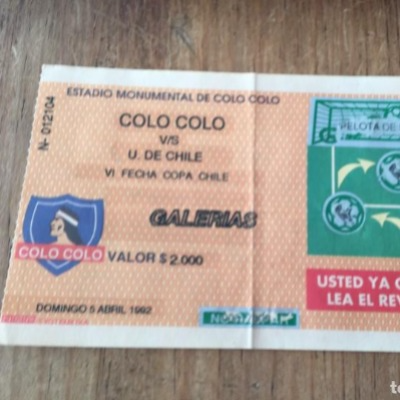 ESTADIO MONUMENTAL DE COLO COLO
Nº 012104
COLO COLO
V/S
U. DE CHILE
VI FECHA COPA CHILE
GALERIAS
COLO COLO
VALOR $ 2.000
DOMINGO 5 ABRIL 1992
PELOTA DE
USTED YA
LEA EL REV